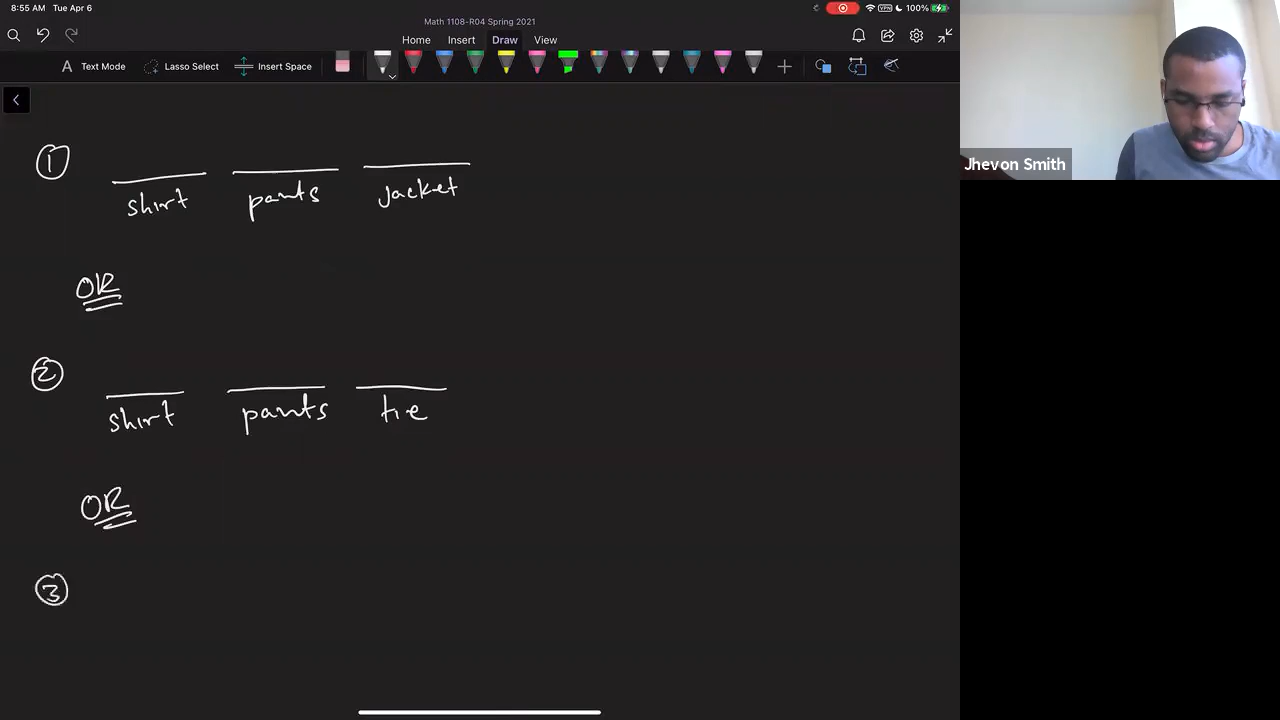 8:55 AM Tue Apr 6
100%
Math 1108-R04 Spring 2021
Home Insert Draw View
Text Mode Lasso Select Insert Space
Jhevon Smith
① shirt pants Jacket
OR
② shirt pants tie
OR
③